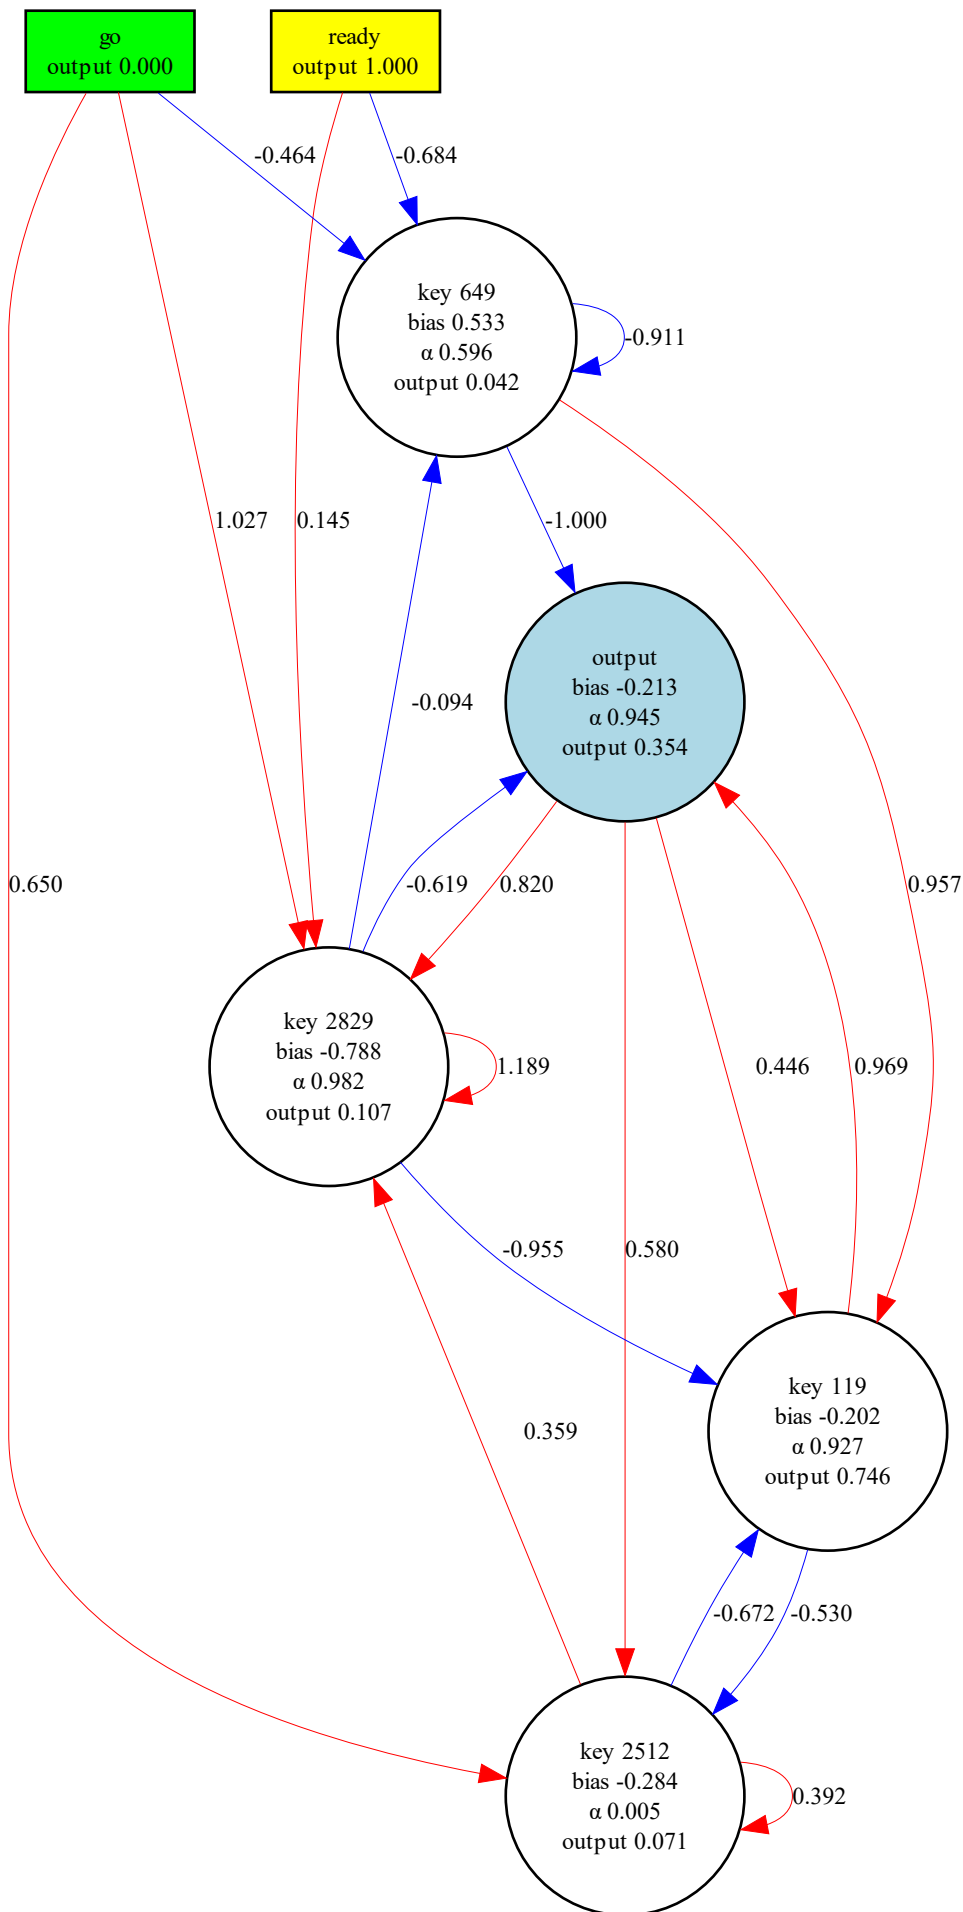 go
output 0.000
ready
output 1.000
-0.464
-0.684
key 649
bias 0.533
α 0.596
output 0.042
-0.911
1.027
0.145
-1.000
output
bias -0.213
α 0.945
output 0.354
-0.094
0.650
-0.619
0.820
0.957
key 2829
bias -0.788
α 0.982
output 0.107
1.189
0.446
0.969
-0.955
0.580
key 119
bias -0.202
α 0.927
output 0.746
0.359
-0.672
-0.530
key 2512
bias -0.284
α 0.005
output 0.071
0.392